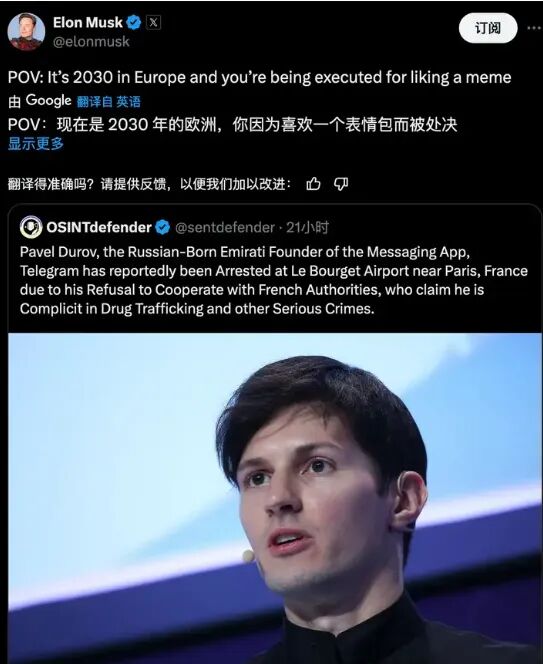 Elon Musk
@elonmusk
订阅
POV: It's 2030 in Europe and you're being executed for liking a meme
由 Google 翻译自 英语
POV：现在是 2030 年的欧洲，你因为喜欢一个表情包而被处决
显示更多
翻译得准确吗？请提供反馈，以便我们加以改进：
OSINTdefender @sentdefender · 21小时
Pavel Durov, the Russian-Born Emirati Founder of the Messaging App,
Telegram has reportedly been Arrested at Le Bourget Airport near Paris, France
due to his Refusal to Cooperate with French Authorities, who claim he is
Complicit in Drug Trafficking and other Serious Crimes.